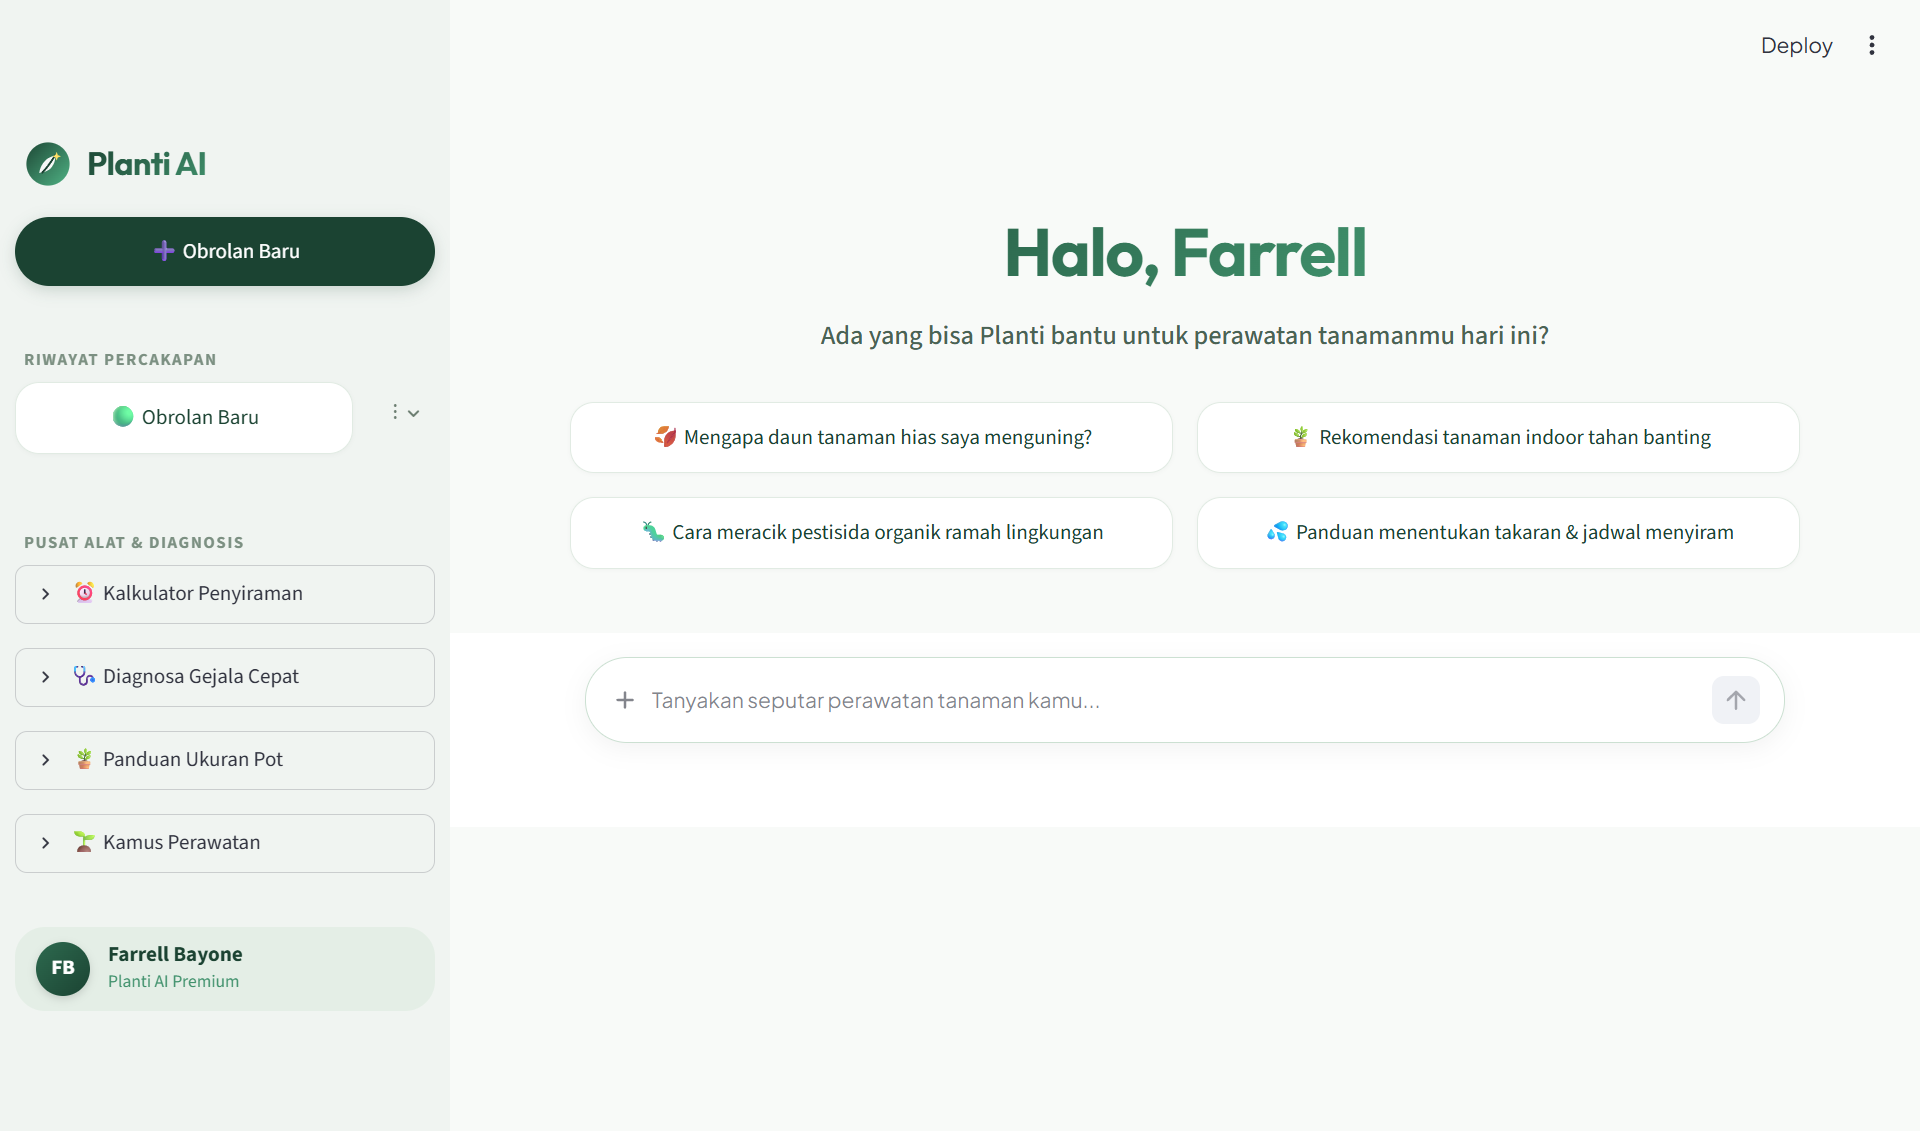 Deploy
Planti AI
Obrolan Baru
RIWAYAT PERCAKAPAN
Obrolan Baru
PUSAT ALAT & DIAGNOSIS
Kalkulator Penyiraman
Diagnosa Gejala Cepat
Panduan Ukuran Pot
Kamus Perawatan
FB
Farrell Bayone
Planti AI Premium
Halo, Farrell
Ada yang bisa Planti bantu untuk perawatan tanamanmu hari ini?
Mengapa daun tanaman hias saya menguning?
Rekomendasi tanaman indoor tahan banting
Cara meracik pestisida organik ramah lingkungan
Panduan menentukan takaran & jadwal menyiram
Tanyakan seputar perawatan tanaman kamu...